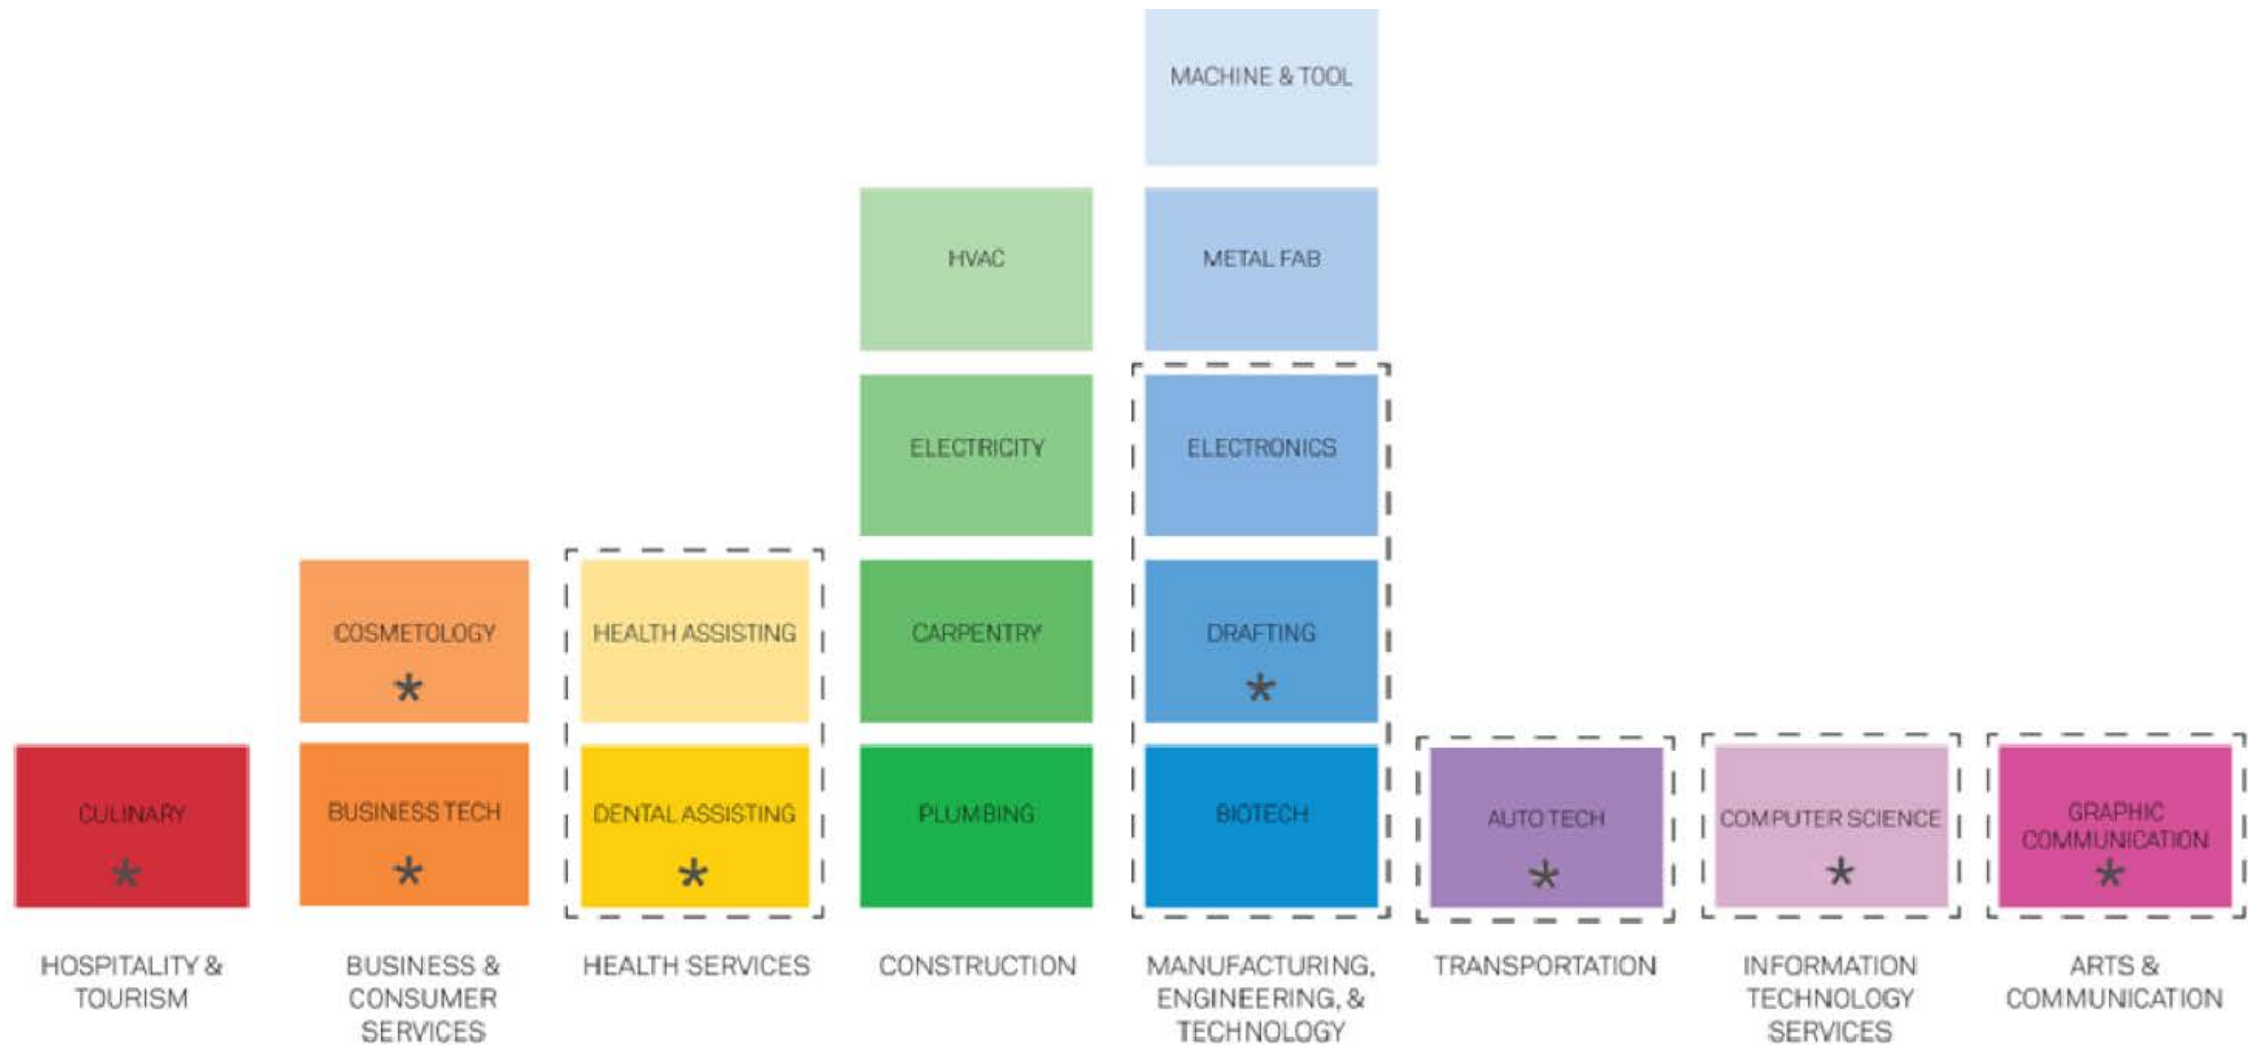 MACHINE & TOOL
HVAC
METAL FAB
ELECTRICITY
ELECTRONICS
COSMETOLOGY
*
HEALTH ASSISTING
CARPENTRY
DRAFTING
*
CULINARY
*
BUSINESS TECH
*
DENTAL ASSISTING
*
PLUMBING
BIOTECH
AUTO TECH
*
COMPUTER SCIENCE
*
GRAPHIC
COMMUNICATION
*
HOSPITALITY &
TOURISM
BUSINESS &
CONSUMER
SERVICES
HEALTH SERVICES
CONSTRUCTION
MANUFACTURING,
ENGINEERING, &
TECHNOLOGY
TRANSPORTATION
INFORMATION
TECHNOLOGY
SERVICES
ARTS &
COMMUNICATION